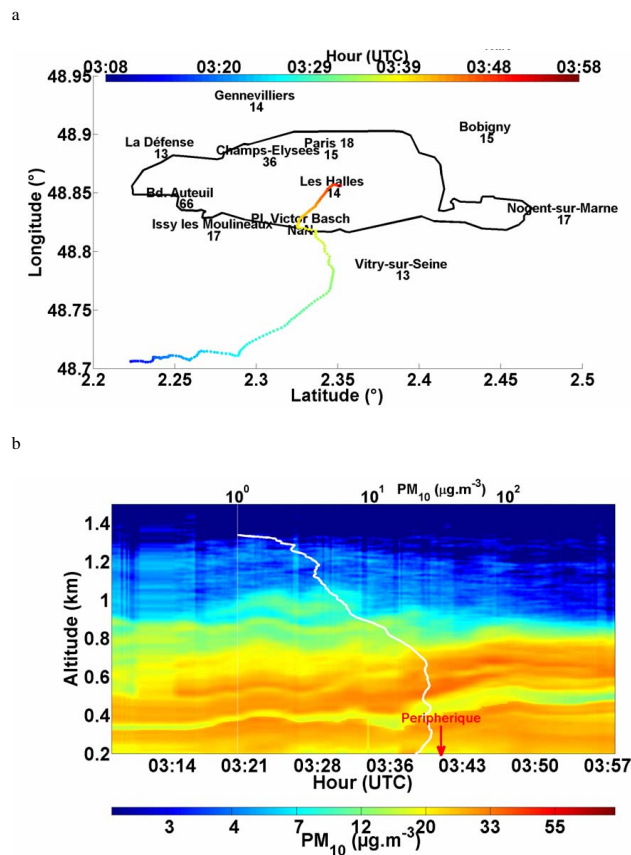 a
Hour (UTC)
03:08 03:20 03:29 03:39 03:48 03:58
48.95
Gennevilliers
14
48.9
La Défense
13
Champs-Elysees
36
Paris 18
15
Bobigny
15
48.85
Bd. Auteuil
66
Les Halles
14
Issy les Moulineaux
17
Pl. Victor Basch
NaN
Nogent-sur-Marne
17
48.8
Vitry-sur-Seine
13
48.75
48.7
Longitude (°)
2.2 2.25 2.3 2.35 2.4 2.45 2.5
Latitude (°)
b
10⁰ 10¹ PM₁₀ (µg.m⁻³) 10²
1.4
1.2
1
0.8
0.6
0.4
0.2
Altitude (km)
Peripherique
03:14 03:21 03:28 03:36 03:43 03:50 03:57
Hour (UTC)
3 4 7 12 20 33 55
PM₁₀ (µg.m⁻³)